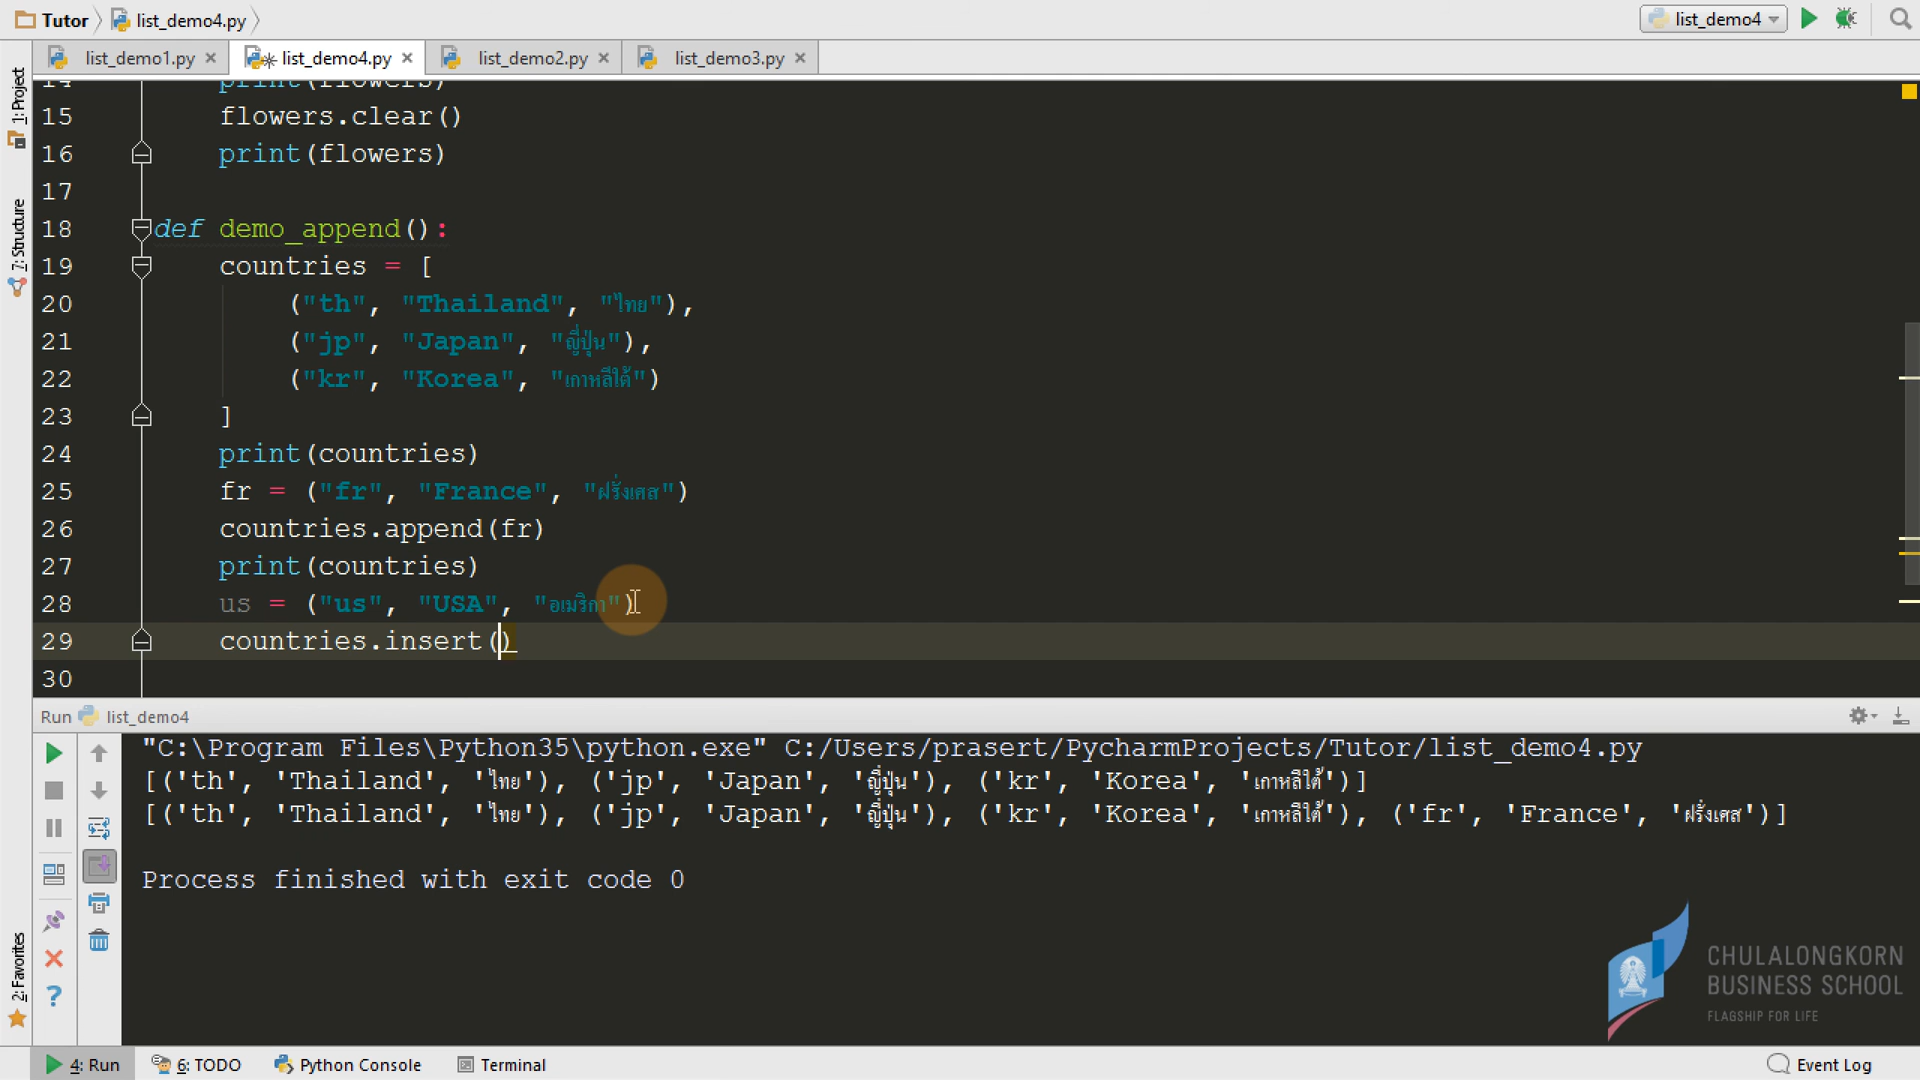 Tutor list_demo4.py list_demo4
list_demo1.py list_demo4.py list_demo2.py list_demo3.py
1: Project
7: Structure
2: Favorites
14 print(flowers)
15 flowers.clear()
16 print(flowers)
17
18 def demo_append():
19 countries = [
20 ("th", "Thailand", "ไทย"),
21 ("jp", "Japan", "ญี่ปุ่น"),
22 ("kr", "Korea", "เกาหลีใต้")
23 ]
24 print(countries)
25 fr = ("fr", "France", "ฝรั่งเศส")
26 countries.append(fr)
27 print(countries)
28 us = ("us", "USA", "อเมริกา")
29 countries.insert()
30
Run list_demo4
"C:\Program Files\Python35\python.exe" C:/Users/prasert/PycharmProjects/Tutor/list_demo4.py
[('th', 'Thailand', 'ไทย'), ('jp', 'Japan', 'ญี่ปุ่น'), ('kr', 'Korea', 'เกาหลีใต้')]
[('th', 'Thailand', 'ไทย'), ('jp', 'Japan', 'ญี่ปุ่น'), ('kr', 'Korea', 'เกาหลีใต้'), ('fr', 'France', 'ฝรั่งเศส')]
Process finished with exit code 0
CHULALONGKORN
BUSINESS SCHOOL
FLAGSHIP FOR LIFE
4: Run 6: TODO Python Console Terminal Event Log